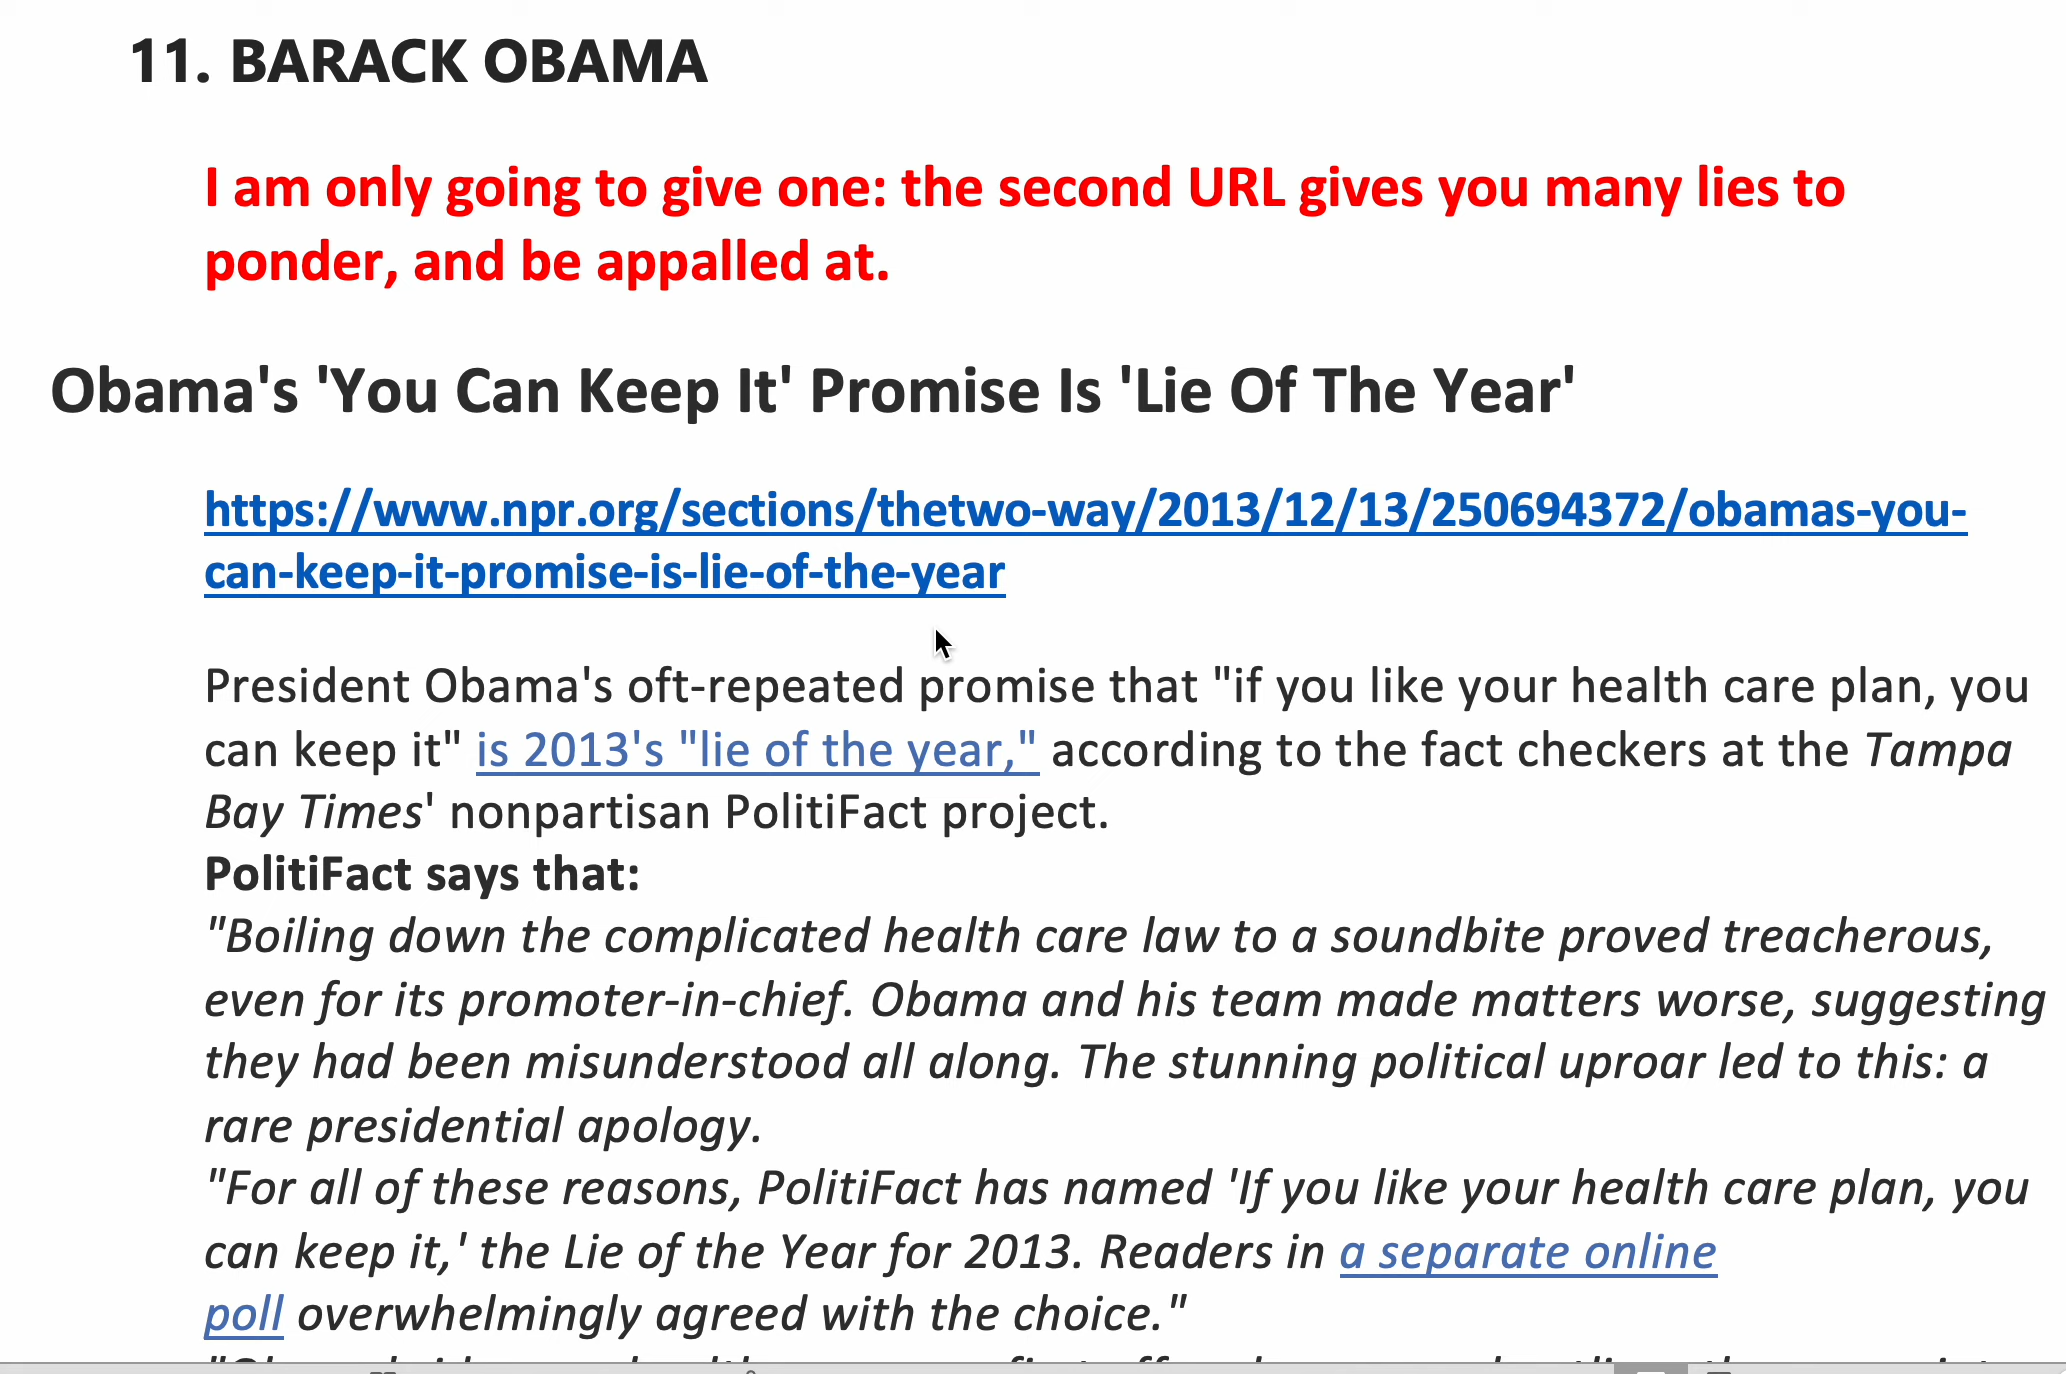 11. BARACK OBAMA
I am only going to give one: the second URL gives you many lies to
ponder, and be appalled at.
Obama's 'You Can Keep It' Promise Is 'Lie Of The Year'
https://www.npr.org/sections/thetwo-way/2013/12/13/250694372/obamas-you-
can-keep-it-promise-is-lie-of-the-year
President Obama's oft-repeated promise that "if you like your health care plan, you
can keep it" is 2013's "lie of the year," according to the fact checkers at the Tampa
Bay Times' nonpartisan PolitiFact project.
PolitiFact says that:
"Boiling down the complicated health care law to a soundbite proved treacherous,
even for its promoter-in-chief. Obama and his team made matters worse, suggesting
they had been misunderstood all along. The stunning political uproar led to this: a
rare presidential apology.
"For all of these reasons, PolitiFact has named 'If you like your health care plan, you
can keep it,' the Lie of the Year for 2013. Readers in a separate online
poll overwhelmingly agreed with the choice."